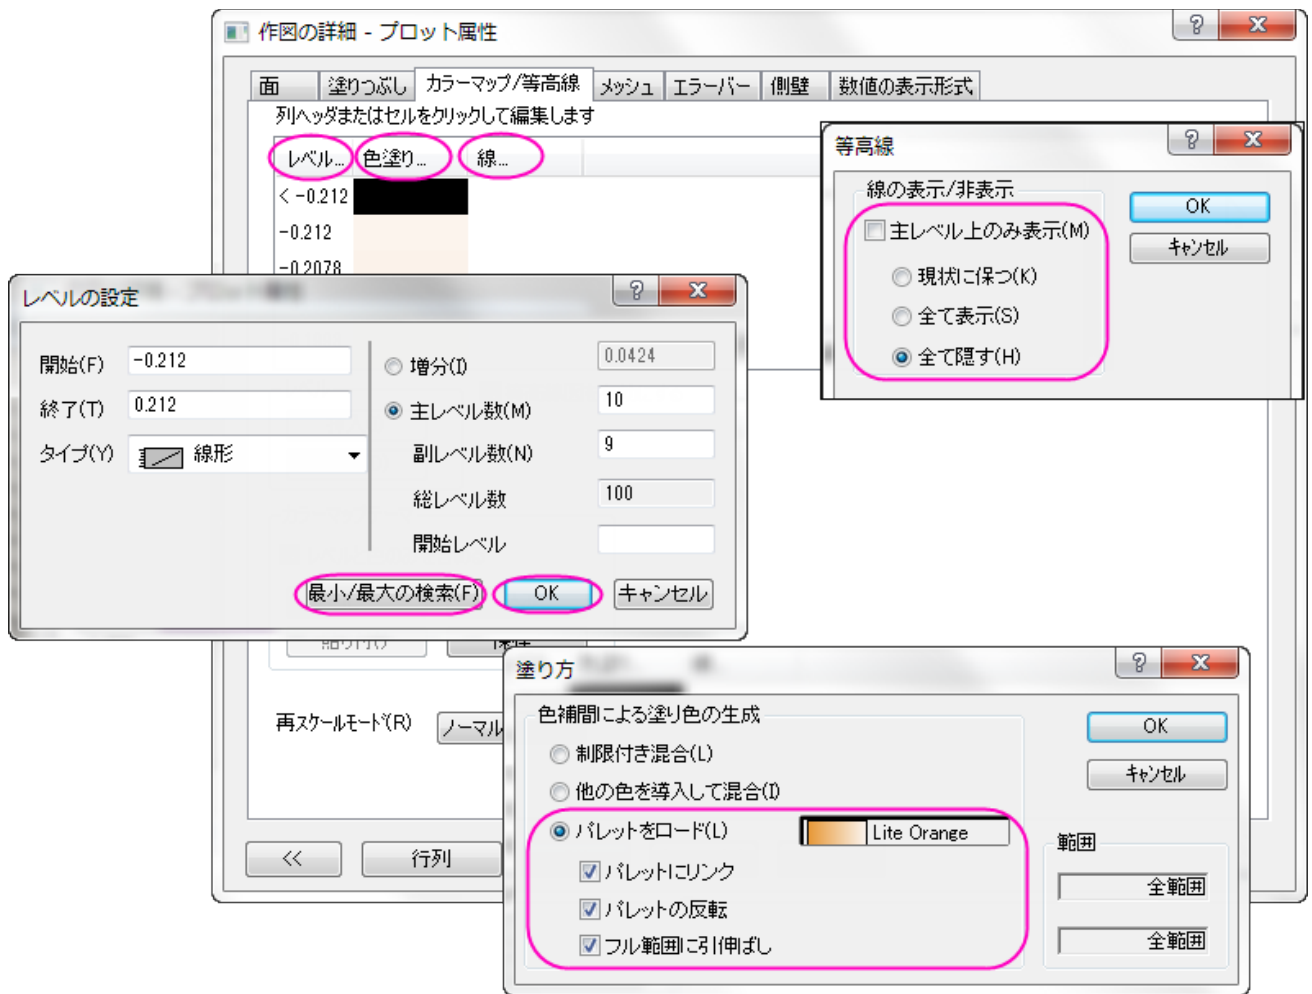 作図の詳細 - プロット属性
面 塗りつぶし カラーマップ/等高線 メッシュ エラーバー 側壁 数値の表示形式
列ヘッダまたはセルをクリックして編集します
レベル... 色塗り... 線...
< -0.212
-0.212
-0.2078
等高線
線の表示/非表示
主レベル上のみ表示(M)
現状に保つ(K)
全て表示(S)
全て隠す(H)
OK
キャンセル
レベルの設定
開始(F) -0.212
終了(T) 0.212
タイプ(Y) 線形
増分(I) 0.0424
主レベル数(M) 10
副レベル数(N) 9
総レベル数 100
開始レベル
最小/最大の検索(F) OK キャンセル
再スケールモード(R) ノーマル
<< 行列
塗り方
色補間による塗り色の生成
制限付き混合(L)
他の色を導入して混合(I)
パレットをロード(L) Lite Orange
パレットにリンク
パレットの反転
フル範囲に引伸ばし
OK
キャンセル
範囲
全範囲
全範囲